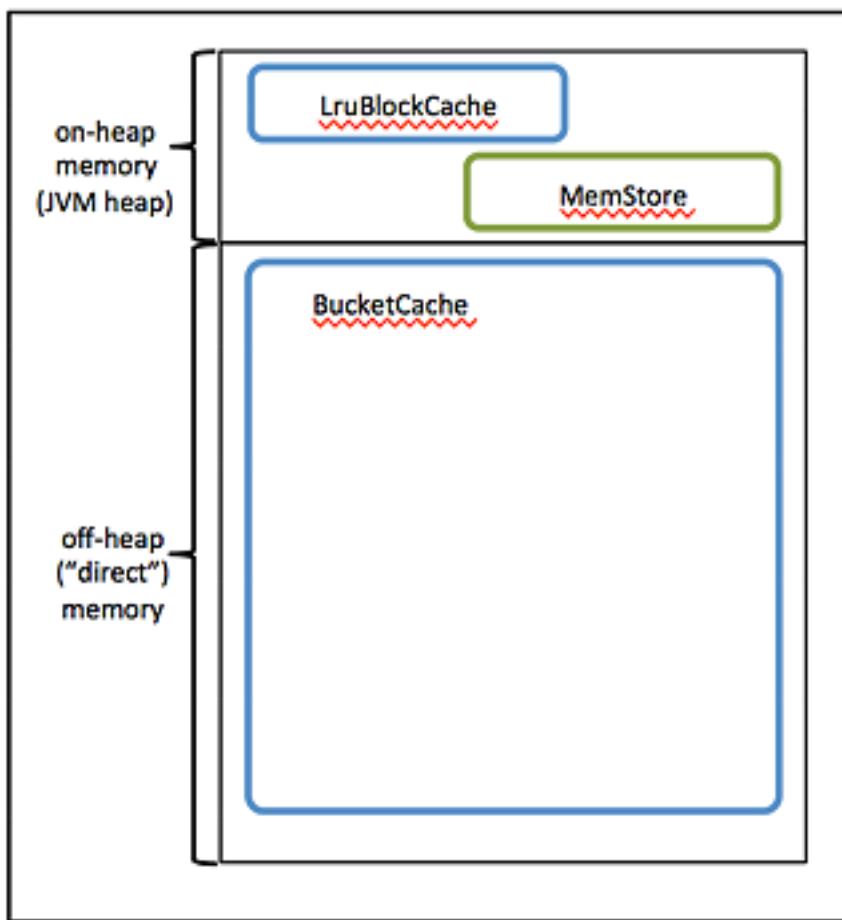 LruBlockCache
on-heap
memory
(JVM heap)
MemStore
BucketCache
off-heap
(“direct”)
memory